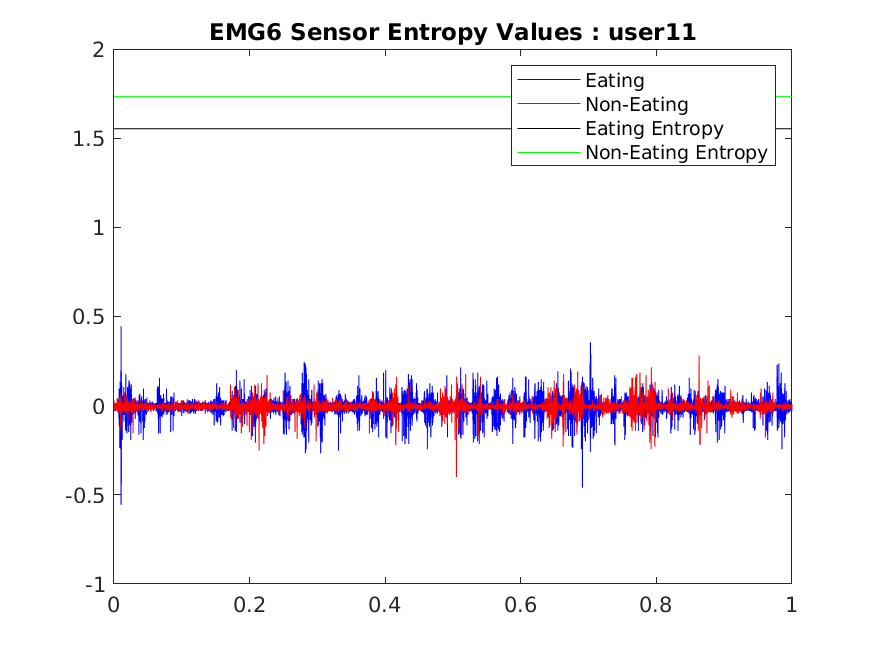 EMG6 Sensor Entropy Values : user11
2
Eating
Non-Eating
Eating Entropy
Non-Eating Entropy
1.5
1
0.5
0
-0.5
-1
0 0.2 0.4 0.6 0.8 1